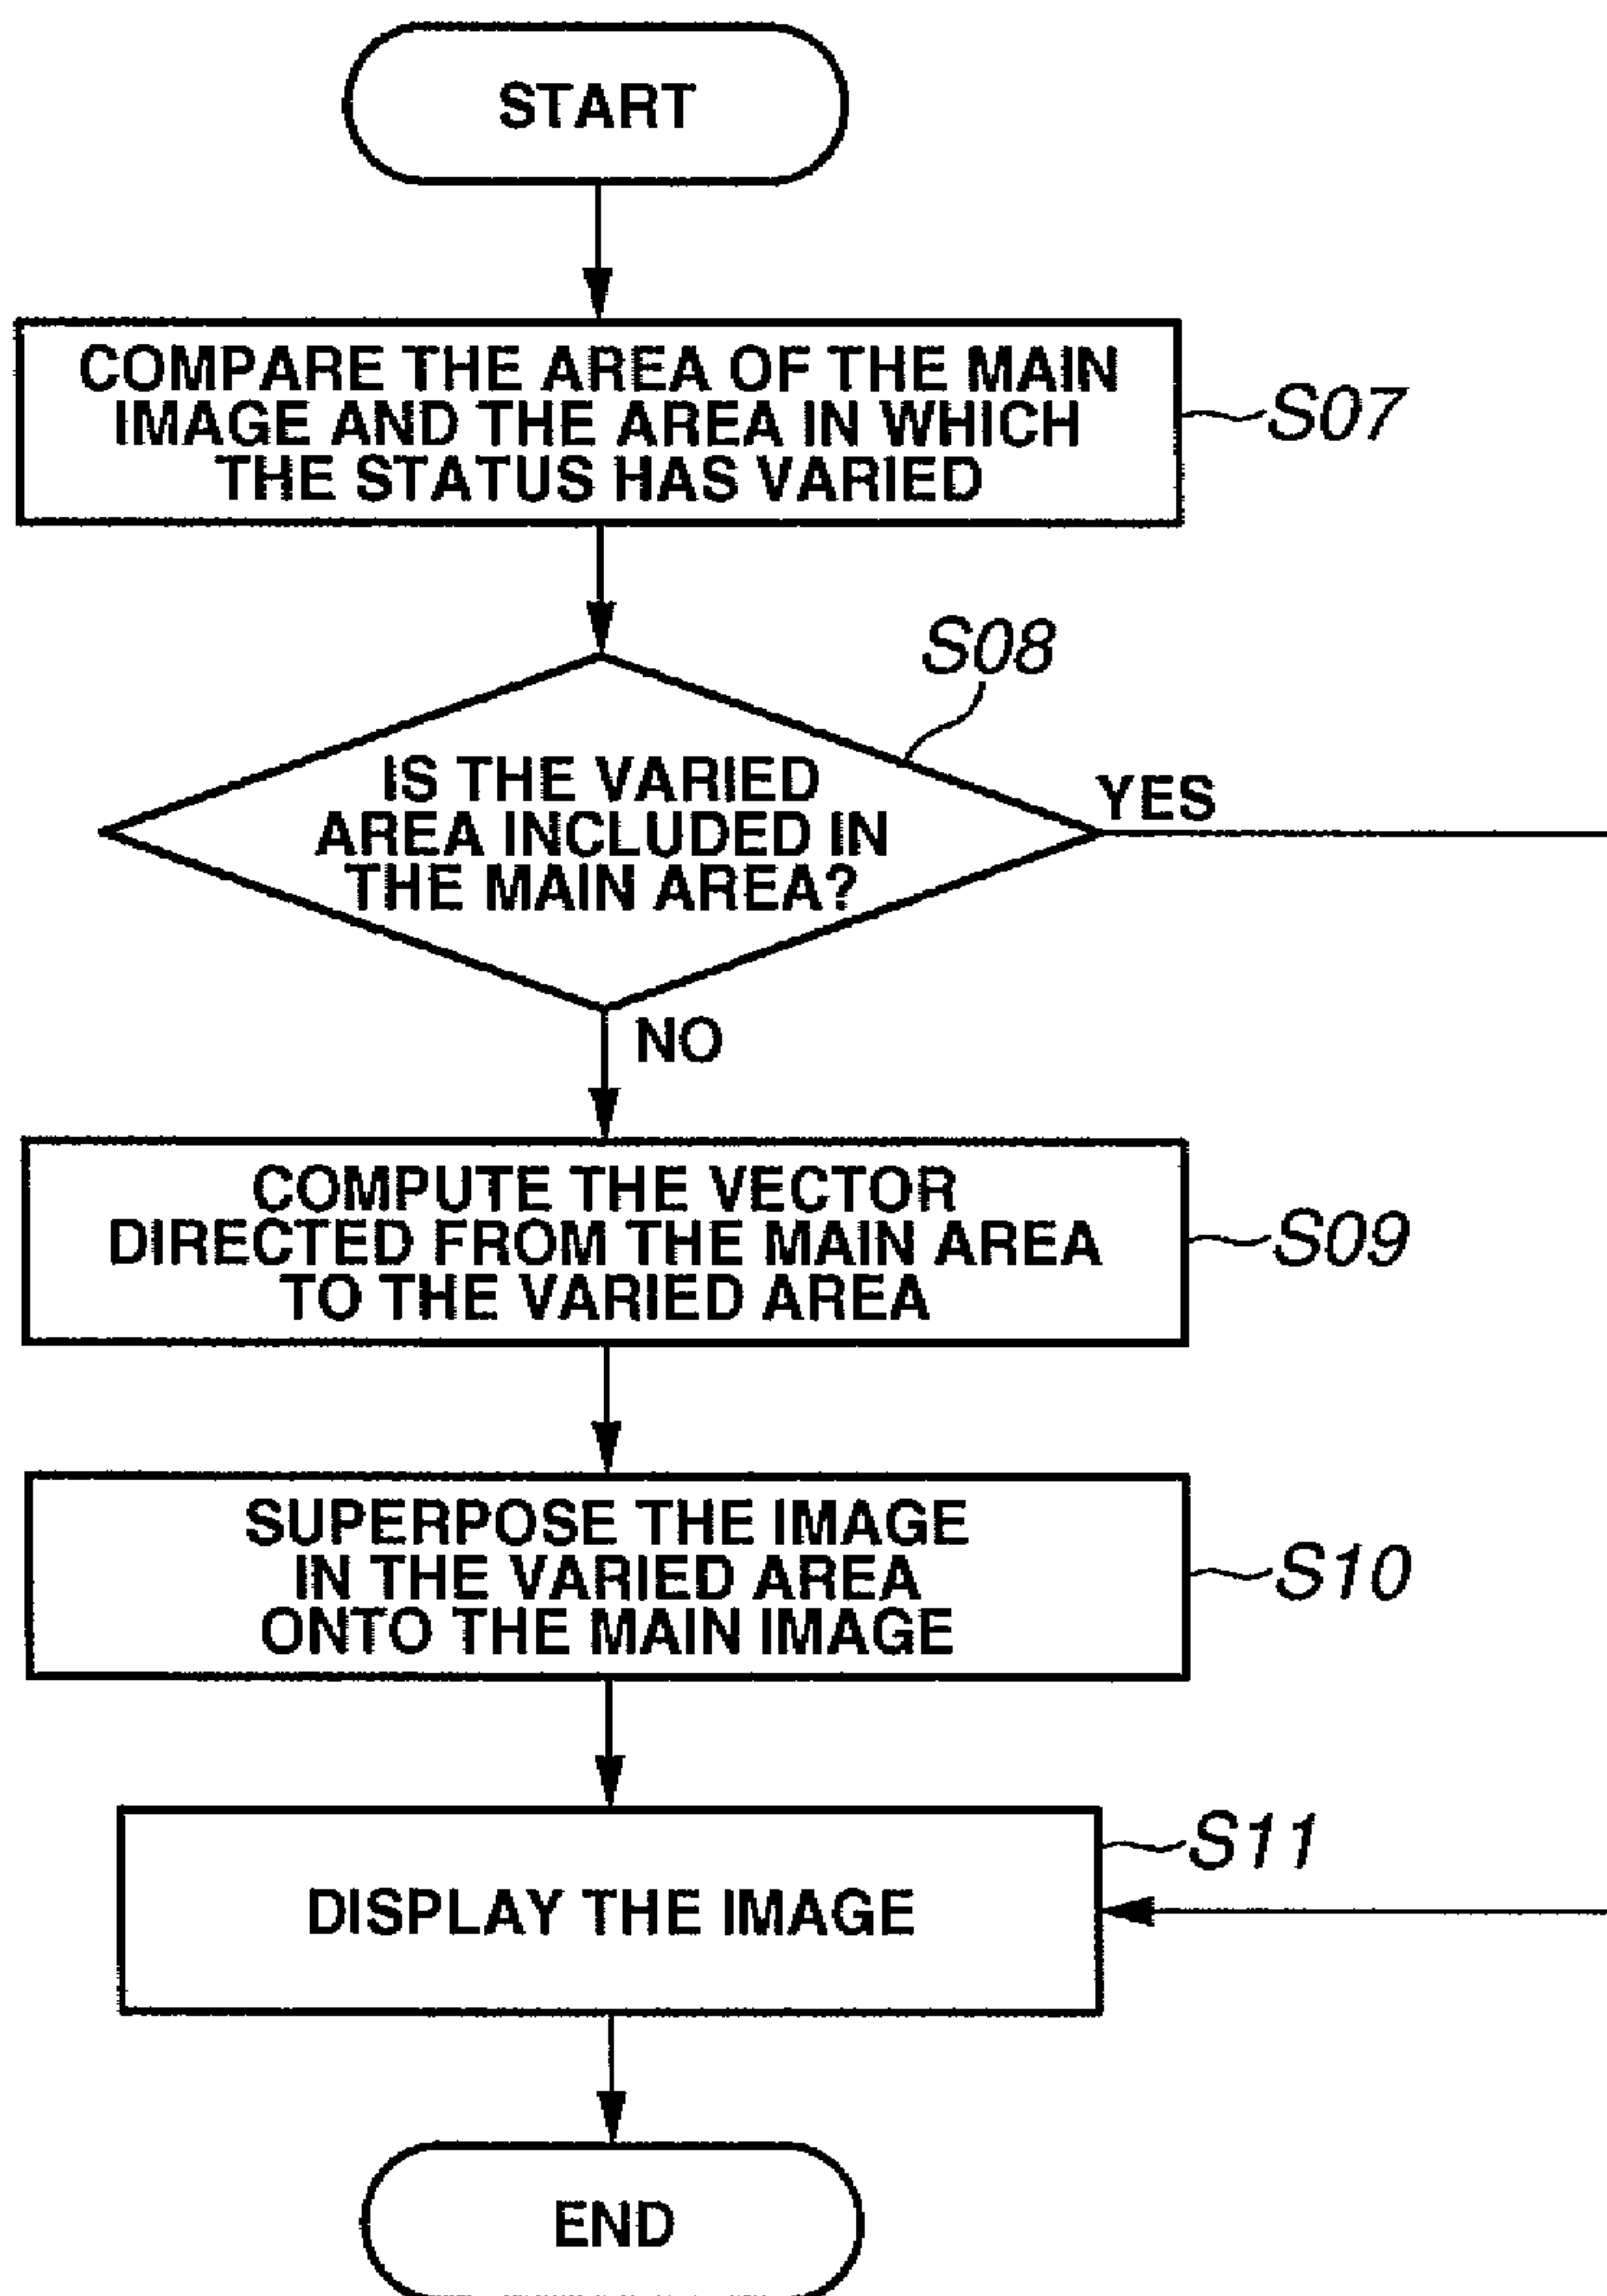 START
COMPARE THE AREA OF THE MAIN
IMAGE AND THE AREA IN WHICH
THE STATUS HAS VARIED
S07
S08
IS THE VARIED
AREA INCLUDED IN
THE MAIN AREA?
YES
NO
COMPUTE THE VECTOR
DIRECTED FROM THE MAIN AREA
TO THE VARIED AREA
S09
SUPERPOSE THE IMAGE
IN THE VARIED AREA
ONTO THE MAIN IMAGE
S10
S11
DISPLAY THE IMAGE
END